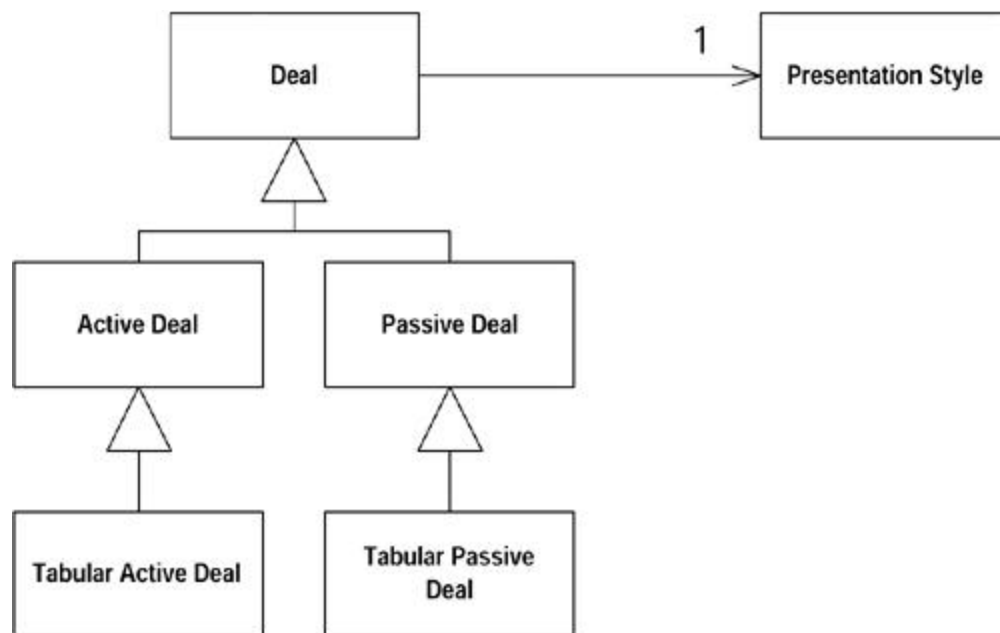 1
Deal
Presentation Style
Active Deal
Passive Deal
Tabular Active Deal
Tabular Passive
Deal